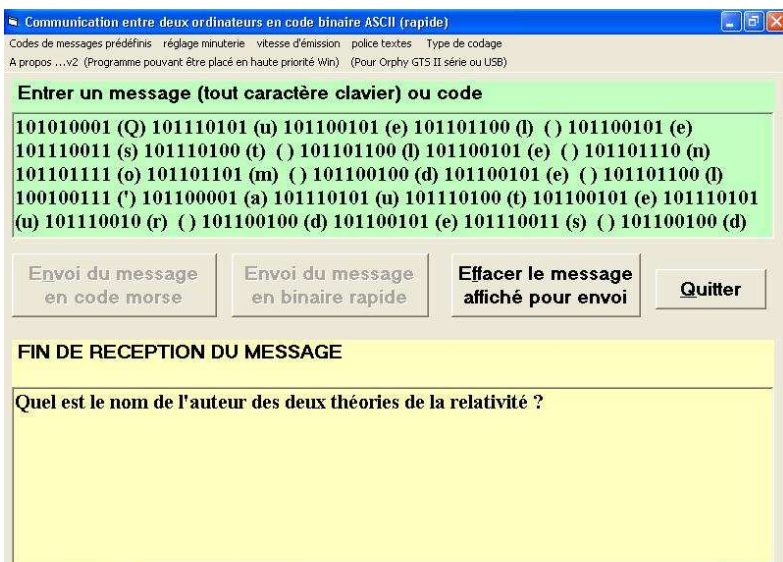 Communication entre deux ordinateurs en code binaire ASCII (rapide)
Codes de messages prédéfinis réglage minuterie vitesse d'émission police textes Type de codage
A propos ...v2 (Programme pouvant être placé en haute priorité Win) (Pour Orphy GTS II série ou USB)
Entrer un message (tout caractère clavier) ou code
101010001 (Q) 101110101 (u) 101100101 (e) 101101100 (l) ( ) 101100101 (e)
101110011 (s) 101110100 (t) ( ) 101101100 (l) 101100101 (e) ( ) 101101110 (n)
101101111 (o) 101101101 (m) ( ) 101100100 (d) 101100101 (e) ( ) 101101100 (l)
100100111 (') 101100001 (a) 101110101 (u) 101110100 (t) 101100101 (e) 101110101
(u) 101110010 (r) ( ) 101100100 (d) 101100101 (e) 101110011 (s) ( ) 101100100 (d)
Envoi du message
en code morse
Envoi du message
en binaire rapide
Effacer le message
affiché pour envoi
Quitter
FIN DE RECEPTION DU MESSAGE
Quel est le nom de l'auteur des deux théories de la relativité ?